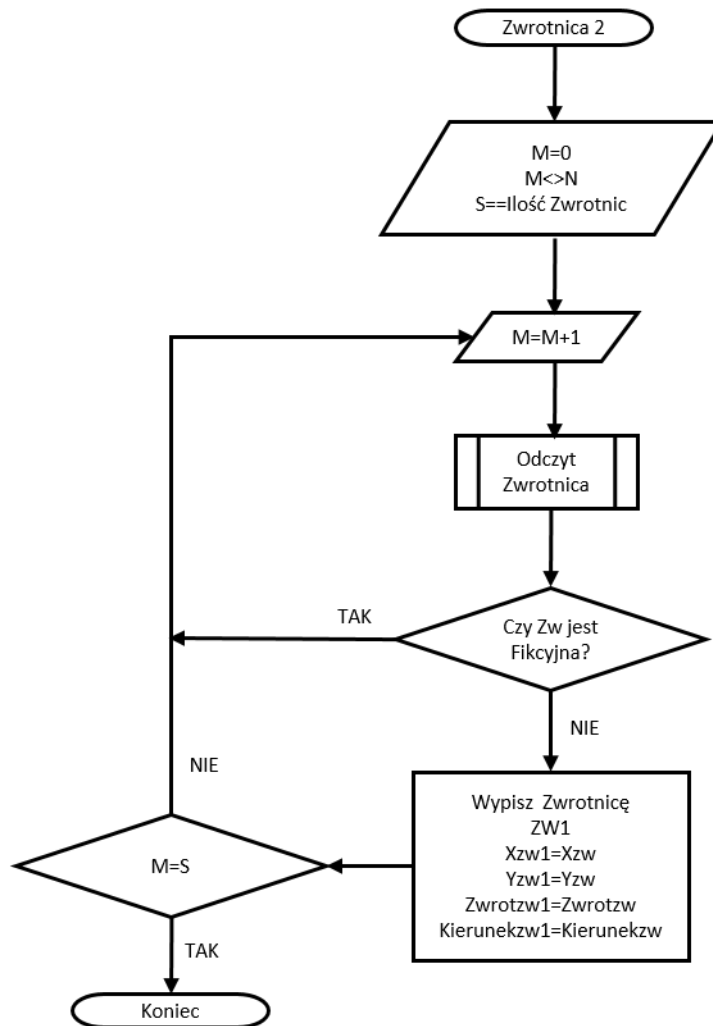 Zwrotnica 2
M=0
M<>N
S==Ilość Zwrotnic
M=M+1
Odczyt
Zwrotnica
Czy Zw jest
Fikcyjna?
TAK
NIE
Wypisz Zwrotnicę
ZW1
Xzw1=Xzw
Yzw1=Yzw
Zwrotzw1=Zwrotzw
Kierunekzw1=Kierunekzw
M=S
NIE
TAK
Koniec